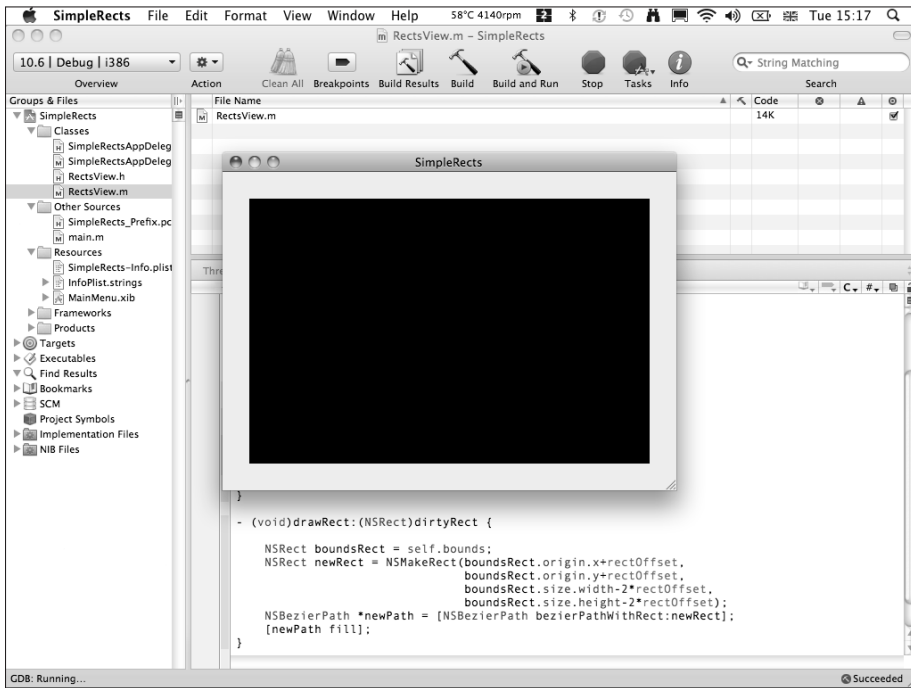 SimpleRects File Edit Format View Window Help 58°C 4140rpm Tue 15:17
RectsView.m – SimpleRects
10.6 | Debug | i386
String Matching
Overview Action Clean All Breakpoints Build Results Build Build and Run Stop Tasks Info Search
Groups & Files
SimpleRects
Classes
SimpleRectsAppDeleg
SimpleRectsAppDeleg
RectsView.h
RectsView.m
Other Sources
SimpleRects_Prefix.pc
main.m
Resources
SimpleRects-Info.plist
InfoPlist.strings
MainMenu.xib
Frameworks
Products
Targets
Executables
Find Results
Bookmarks
SCM
Project Symbols
Implementation Files
NIB Files
File Name Code
RectsView.m 14K
SimpleRects
Thre
C #
}
- (void)drawRect:(NSRect)dirtyRect {
NSRect boundsRect = self.bounds;
NSRect newRect = NSMakeRect(boundsRect.origin.x+rectOffset,
boundsRect.origin.y+rectOffset,
boundsRect.size.width-2*rectOffset,
boundsRect.size.height-2*rectOffset);
NSBezierPath *newPath = [NSBezierPath bezierPathWithRect:newRect];
[newPath fill];
}
GDB: Running... Succeeded